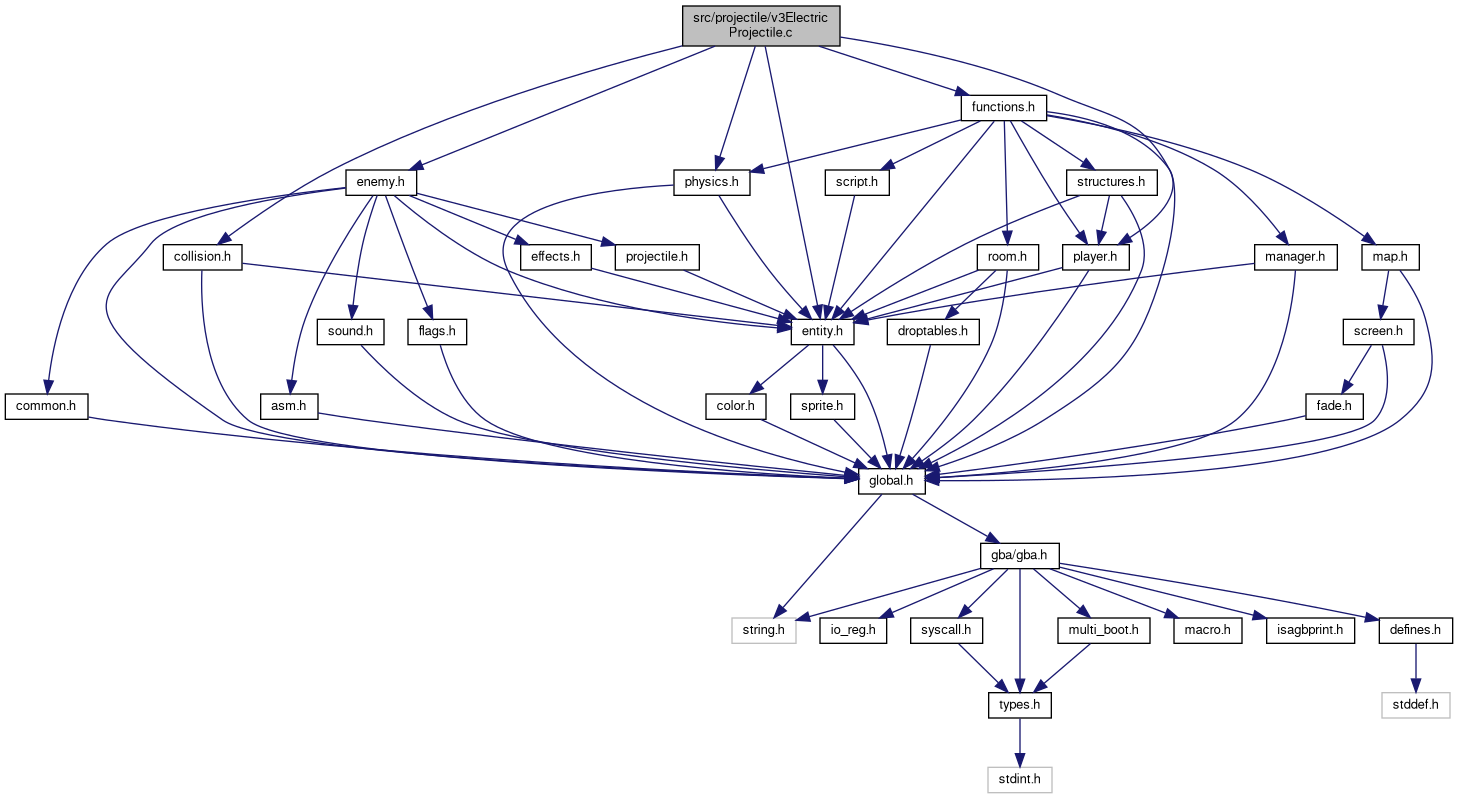 src/projectile/v3Electric
Projectile.c
functions.h
enemy.h
physics.h
script.h
structures.h
collision.h
effects.h
projectile.h
room.h
player.h
manager.h
map.h
sound.h
flags.h
entity.h
droptables.h
screen.h
common.h
asm.h
color.h
sprite.h
fade.h
global.h
gba/gba.h
string.h
io_reg.h
syscall.h
multi_boot.h
macro.h
isagbprint.h
defines.h
types.h
stddef.h
stdint.h